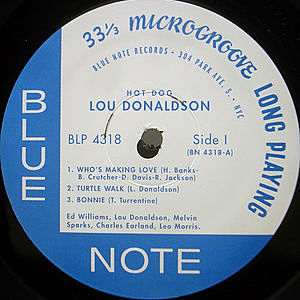 33 1/3 MICROGROOVE LONG PLAYING
BLUE NOTE RECORDS • 304 PARK AVE. S., • NYC
HOT DOG
LOU DONALDSON
BLP 4318 Side I
(BN 4318-A)
1. WHO'S MAKING LOVE (H. Banks-
B. Crutcher-D. Davis-R. Jackson)
2. TURTLE WALK (L. Donaldson)
3. BONNIE (T. Turrentine)
Ed Williams, Lou Donaldson, Melvin
Sparks, Charles Earland, Leo Morris.
BLUE
NOTE